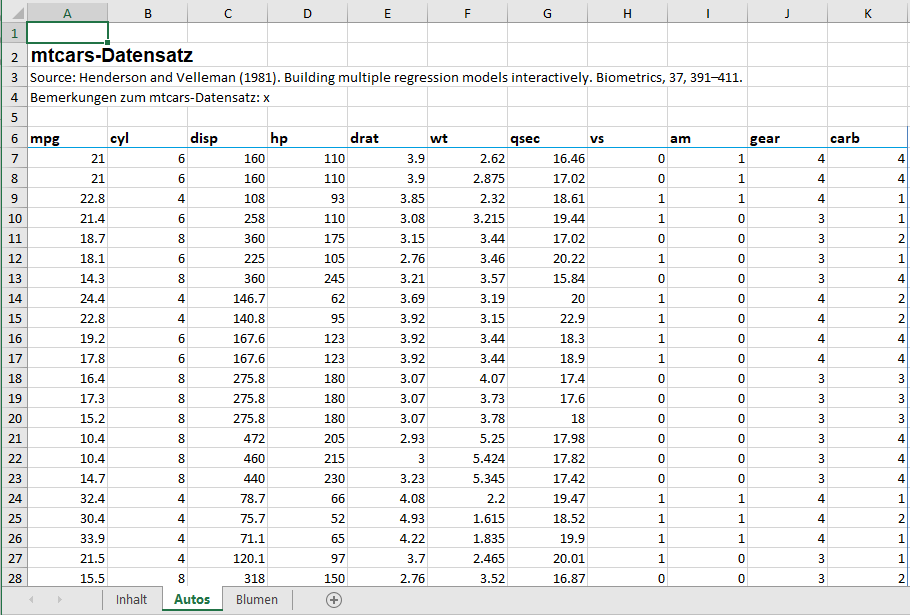 A B C D E F G H I J K
1
2 mtcars-Datensatz
3 Source: Henderson and Velleman (1981). Building multiple regression models interactively. Biometrics, 37, 391–411.
4 Bemerkungen zum mtcars-Datensatz: x
5
6 mpg cyl disp hp drat wt qsec vs am gear carb
7 21 6 160 110 3.9 2.62 16.46 0 1 4 4
8 21 6 160 110 3.9 2.875 17.02 0 1 4 4
9 22.8 4 108 93 3.85 2.32 18.61 1 1 4 1
10 21.4 6 258 110 3.08 3.215 19.44 1 0 3 1
11 18.7 8 360 175 3.15 3.44 17.02 0 0 3 2
12 18.1 6 225 105 2.76 3.46 20.22 1 0 3 1
13 14.3 8 360 245 3.21 3.57 15.84 0 0 3 4
14 24.4 4 146.7 62 3.69 3.19 20 1 0 4 2
15 22.8 4 140.8 95 3.92 3.15 22.9 1 0 4 2
16 19.2 6 167.6 123 3.92 3.44 18.3 1 0 4 4
17 17.8 6 167.6 123 3.92 3.44 18.9 1 0 4 4
18 16.4 8 275.8 180 3.07 4.07 17.4 0 0 3 3
19 17.3 8 275.8 180 3.07 3.73 17.6 0 0 3 3
20 15.2 8 275.8 180 3.07 3.78 18 0 0 3 3
21 10.4 8 472 205 2.93 5.25 17.98 0 0 3 4
22 10.4 8 460 215 3 5.424 17.82 0 0 3 4
23 14.7 8 440 230 3.23 5.345 17.42 0 0 3 4
24 32.4 4 78.7 66 4.08 2.2 19.47 1 1 4 1
25 30.4 4 75.7 52 4.93 1.615 18.52 1 1 4 2
26 33.9 4 71.1 65 4.22 1.835 19.9 1 1 4 1
27 21.5 4 120.1 97 3.7 2.465 20.01 1 0 3 1
28 15.5 8 318 150 2.76 3.52 16.87 0 0 3 2
Inhalt Autos Blumen